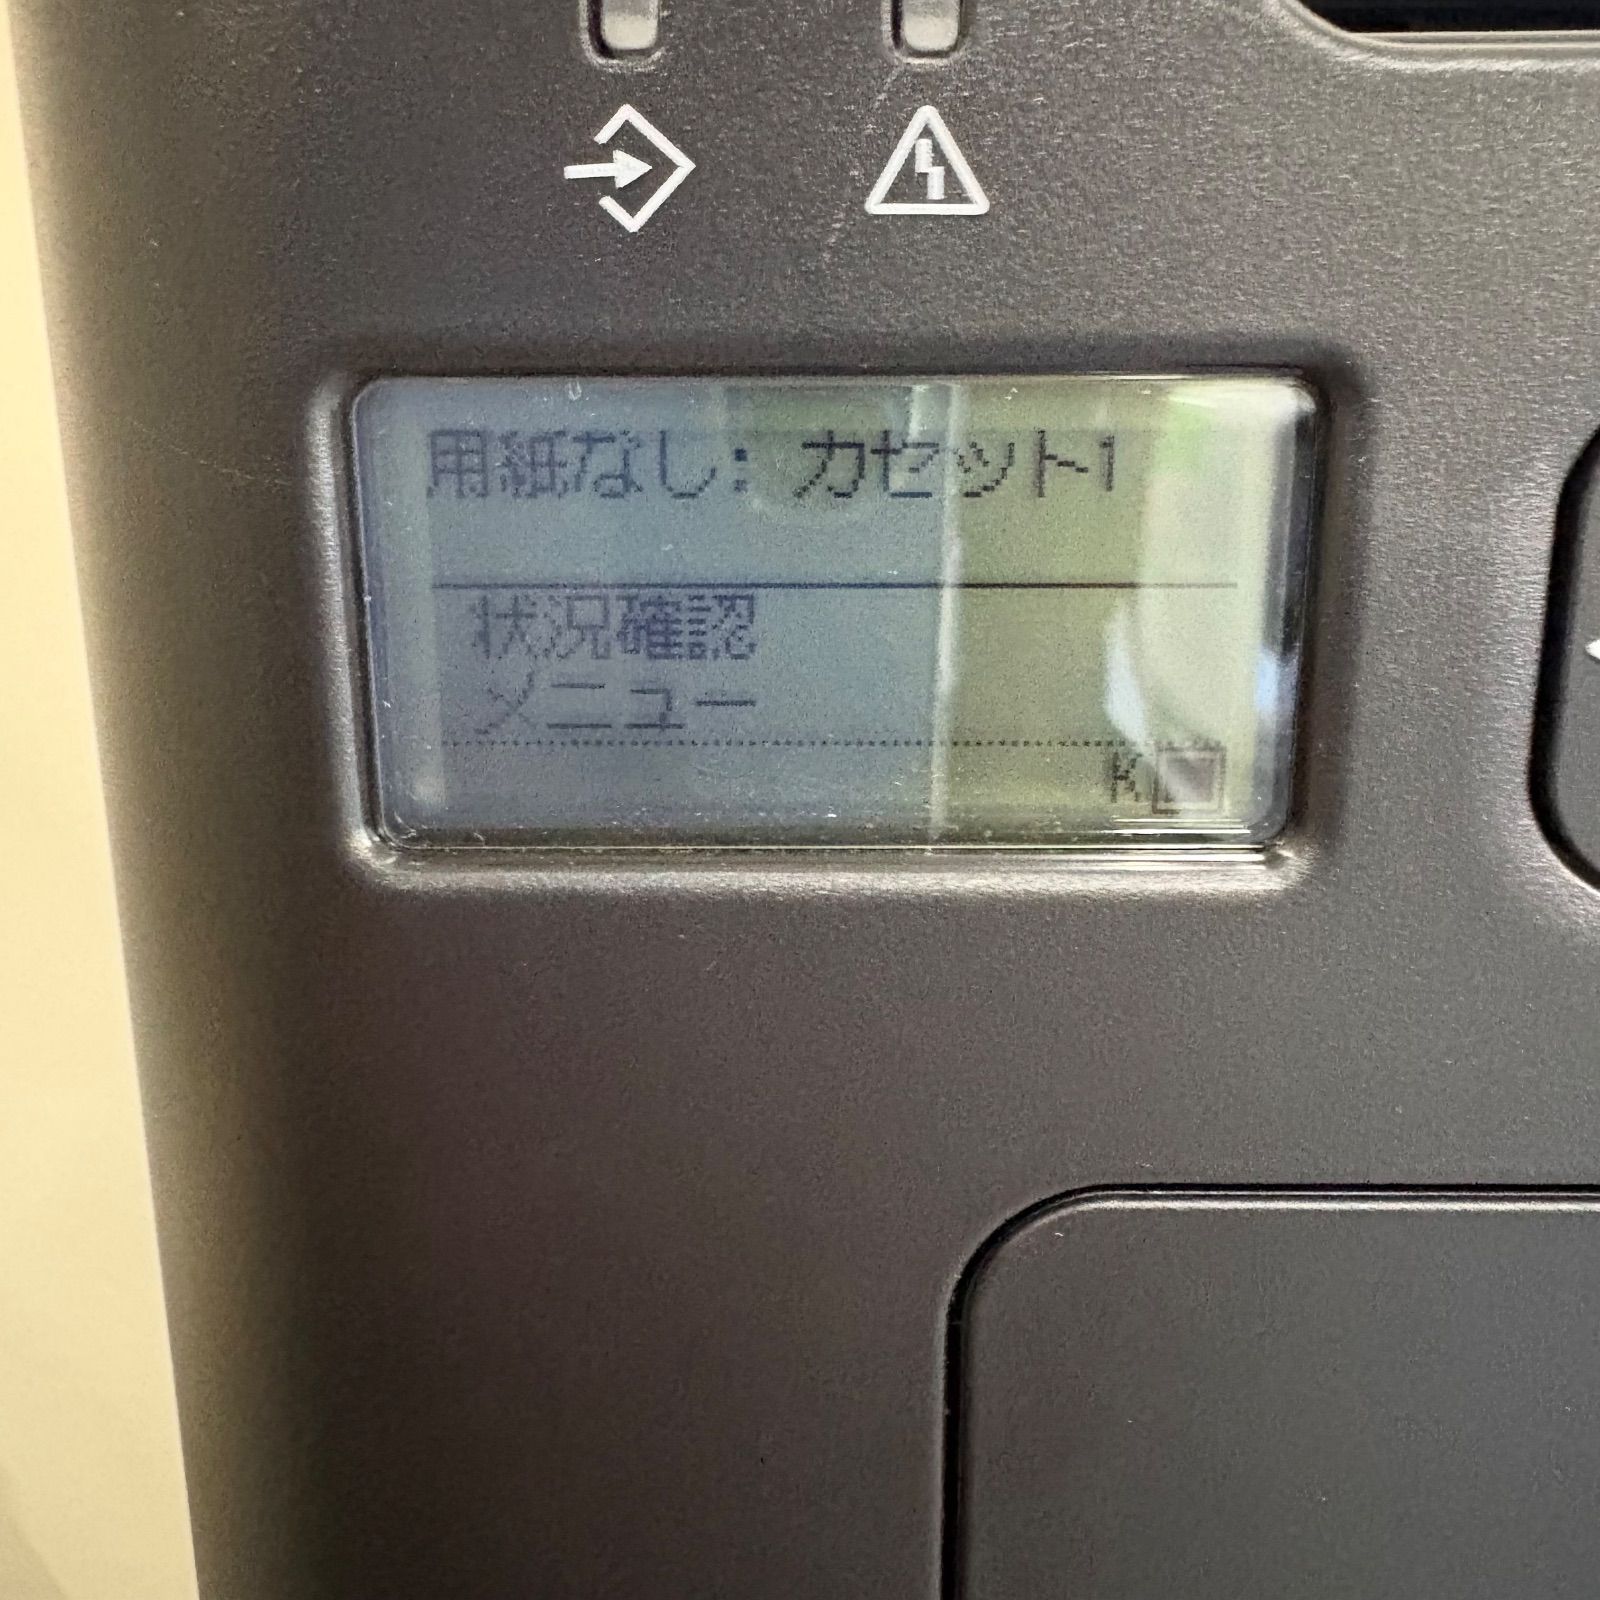 用紙なし: カセット1
状況確認
メニュー
K